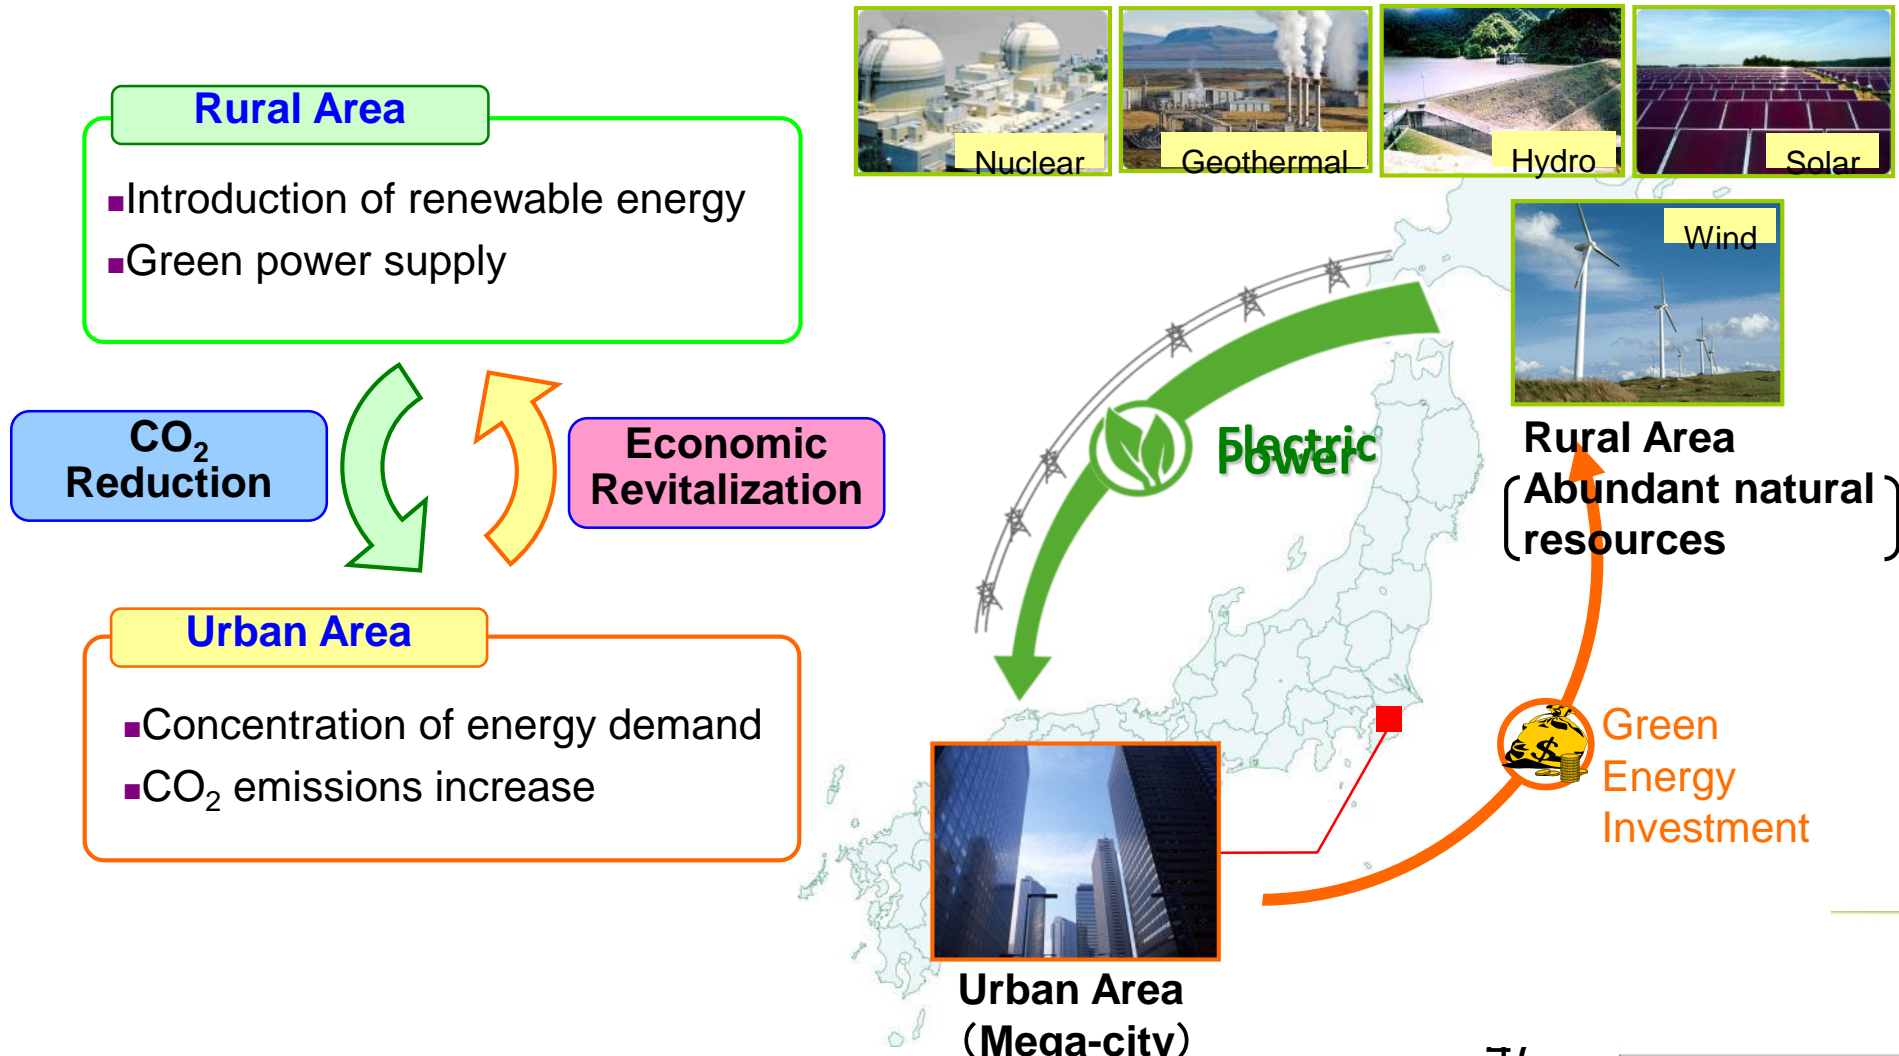 Rural Area
■Introduction of renewable energy
■Green power supply
CO₂
Reduction
Economic
Revitalization
Urban Area
■Concentration of energy demand
■CO₂ emissions increase
Nuclear
Geothermal
Hydro
Solar
Wind
Electric
Power
Rural Area
Abundant natural
resources
$
Green
Energy
Investment
Urban Area
（Mega-city）